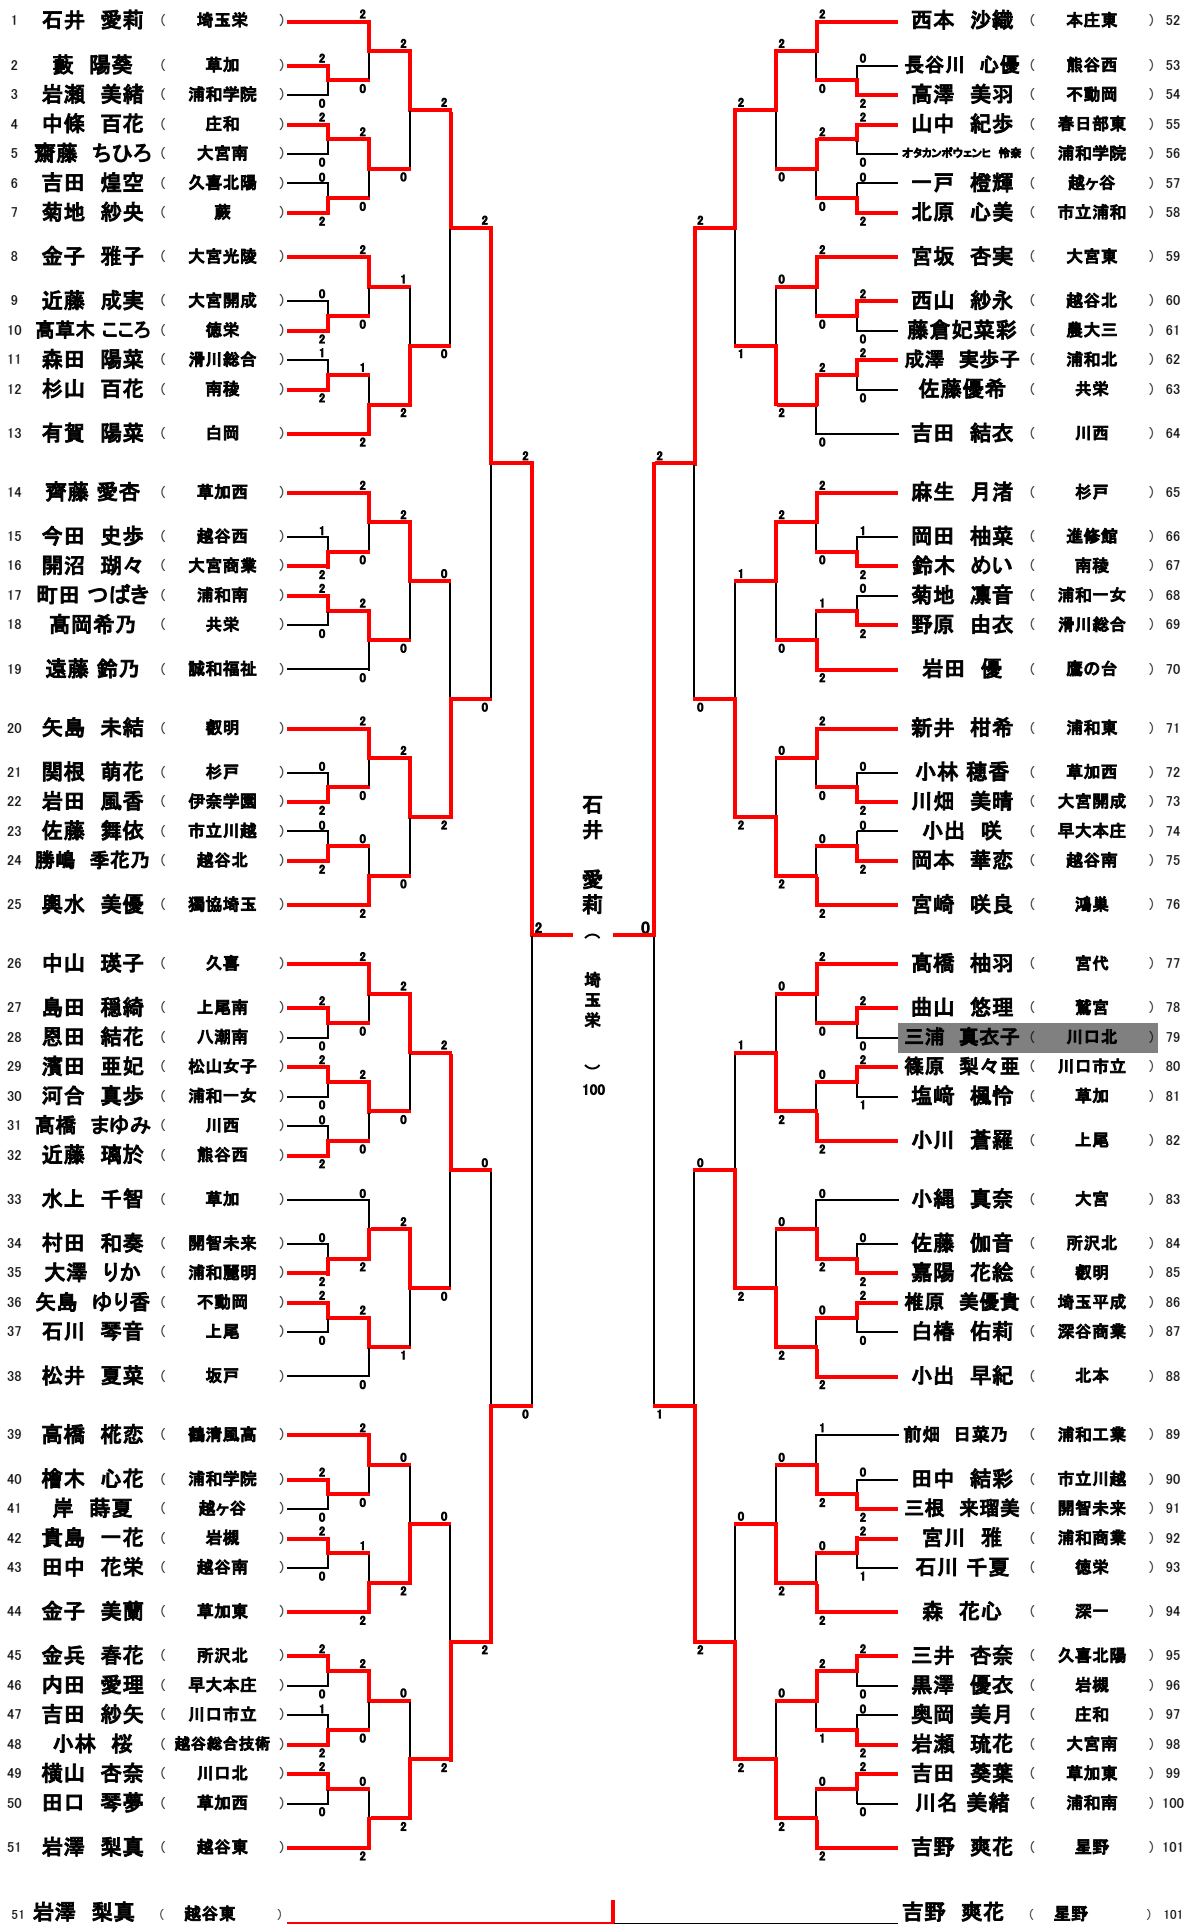 1 石井 愛莉 ( 埼玉栄 )
2 藪 陽葵 ( 草加 )
3 岩瀬 美緒 ( 浦和学院 )
4 中條 百花 ( 庄和 )
5 齋藤 ちひろ ( 大宮南 )
6 吉田 煌空 ( 久喜北陽 )
7 菊地 紗央 ( 蕨 )
8 金子 雅子 ( 大宮光陵 )
9 近藤 成実 ( 大宮開成 )
10 髙草木 こころ ( 徳栄 )
11 森田 陽菜 ( 滑川総合 )
12 杉山 百花 ( 南稜 )
13 有賀 陽菜 ( 白岡 )
14 齊藤 愛杏 ( 草加西 )
15 今田 史歩 ( 越谷西 )
16 開沼 瑚々 ( 大宮商業 )
17 町田 つばき ( 浦和南 )
18 髙岡希乃 ( 共栄 )
19 遠藤 鈴乃 ( 誠和福祉 )
20 矢島 未結 ( 叡明 )
21 関根 萌花 ( 杉戸 )
22 岩田 風香 ( 伊奈学園 )
23 佐藤 舞依 ( 市立川越 )
24 勝嶋 季花乃 ( 越谷北 )
25 輿水 美優 ( 獨協埼玉 )
26 中山 瑛子 ( 久喜 )
27 島田 穏綺 ( 上尾南 )
28 恩田 結花 ( 八潮南 )
29 濱田 亜妃 ( 松山女子 )
30 河合 真歩 ( 浦和一女 )
31 髙橋 まゆみ ( 川西 )
32 近藤 璃於 ( 熊谷西 )
33 水上 千智 ( 草加 )
34 村田 和奏 ( 開智未来 )
35 大澤 りか ( 浦和麗明 )
36 矢島 ゆり香 ( 不動岡 )
37 石川 琴音 ( 上尾 )
38 松井 夏菜 ( 坂戸 )
39 高橋 椛恋 ( 鶴清風高 )
40 檜木 心花 ( 浦和学院 )
41 岸 蒔夏 ( 越ヶ谷 )
42 貴島 一花 ( 岩槻 )
43 田中 花栄 ( 越谷南 )
44 金子 美蘭 ( 草加東 )
45 金兵 春花 ( 所沢北 )
46 内田 愛理 ( 早大本庄 )
47 吉田 紗矢 ( 川口市立 )
48 小林 桜 ( 越谷総合技術 )
49 横山 杏奈 ( 川口北 )
50 田口 琴夢 ( 草加西 )
51 岩澤 梨真 ( 越谷東 )
石井 愛莉 ( 埼玉栄 )
100
西本 沙織 ( 本庄東 ) 52
長谷川 心優 ( 熊谷西 ) 53
高澤 美羽 ( 不動岡 ) 54
山中 紀歩 ( 春日部東 ) 55
オタカンボウェンヒ 怜奈 ( 浦和学院 ) 56
一戸 橙輝 ( 越ヶ谷 ) 57
北原 心美 ( 市立浦和 ) 58
宮坂 杏実 ( 大宮東 ) 59
西山 紗永 ( 越谷北 ) 60
藤倉妃菜彩 ( 農大三 ) 61
成澤 実歩子 ( 浦和北 ) 62
佐藤優希 ( 共栄 ) 63
吉田 結衣 ( 川西 ) 64
麻生 月渚 ( 杉戸 ) 65
岡田 柚菜 ( 進修館 ) 66
鈴木 めい ( 南稜 ) 67
菊地 凛音 ( 浦和一女 ) 68
野原 由衣 ( 滑川総合 ) 69
岩田 優 ( 鷹の台 ) 70
新井 柑希 ( 浦和東 ) 71
小林 穂香 ( 草加西 ) 72
川畑 美晴 ( 大宮開成 ) 73
小出 咲 ( 早大本庄 ) 74
岡本 華恋 ( 越谷南 ) 75
宮崎 咲良 ( 鴻巣 ) 76
髙橋 柚羽 ( 宮代 ) 77
曲山 悠理 ( 鷲宮 ) 78
三浦 真衣子 ( 川口北 ) 79
篠原 梨々亜 ( 川口市立 ) 80
塩﨑 楓怜 ( 草加 ) 81
小川 蒼羅 ( 上尾 ) 82
小縄 真奈 ( 大宮 ) 83
佐藤 伽音 ( 所沢北 ) 84
嘉陽 花絵 ( 叡明 ) 85
椎原 美優貴 ( 埼玉平成 ) 86
白椿 佑莉 ( 深谷商業 ) 87
小出 早紀 ( 北本 ) 88
前畑 日菜乃 ( 浦和工業 ) 89
田中 結彩 ( 市立川越 ) 90
三根 来瑠美 ( 開智未来 ) 91
宮川 雅 ( 浦和商業 ) 92
石川 千夏 ( 徳栄 ) 93
森 花心 ( 深一 ) 94
三井 杏奈 ( 久喜北陽 ) 95
黒澤 優衣 ( 岩槻 ) 96
奥岡 美月 ( 庄和 ) 97
岩瀬 琉花 ( 大宮南 ) 98
吉田 葵葉 ( 草加東 ) 99
川名 美緒 ( 浦和南 ) 100
吉野 爽花 ( 星野 ) 101
51 岩澤 梨真 ( 越谷東 )
吉野 爽花 ( 星野 ) 101